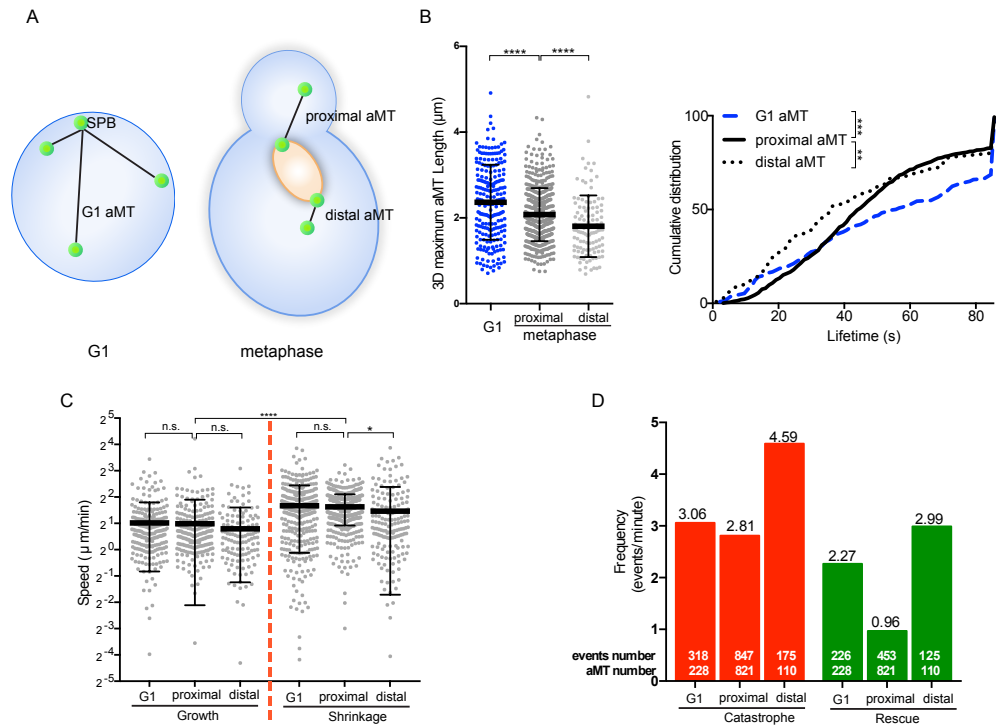 A
SPB
G1 aMT
G1
proximal aMT
distal aMT
metaphase
B
3D maximum aMT Length (μm)
6
4
2
0
****
****
G1
proximal
distal
metaphase
Cumulative distribution
100
50
0
G1 aMT
proximal aMT
distal aMT
***
**
0
20
40
60
80
Lifetime (s)
C
Speed (μ m/min)
2^5
2^4
2^3
2^2
2^1
2^0
2^-1
2^-2
2^-3
2^-4
2^-5
****
n.s.
n.s.
n.s.
*
G1
proximal
distal
G1
proximal
distal
Growth
Shrinkage
D
Frequency
(events/minute)
5
4
3
2
1
0
3.06
2.81
4.59
2.27
0.96
2.99
events number
318
847
175
226
453
125
aMT number
228
821
110
228
821
110
G1
proximal
distal
G1
proximal
distal
Catastrophe
Rescue